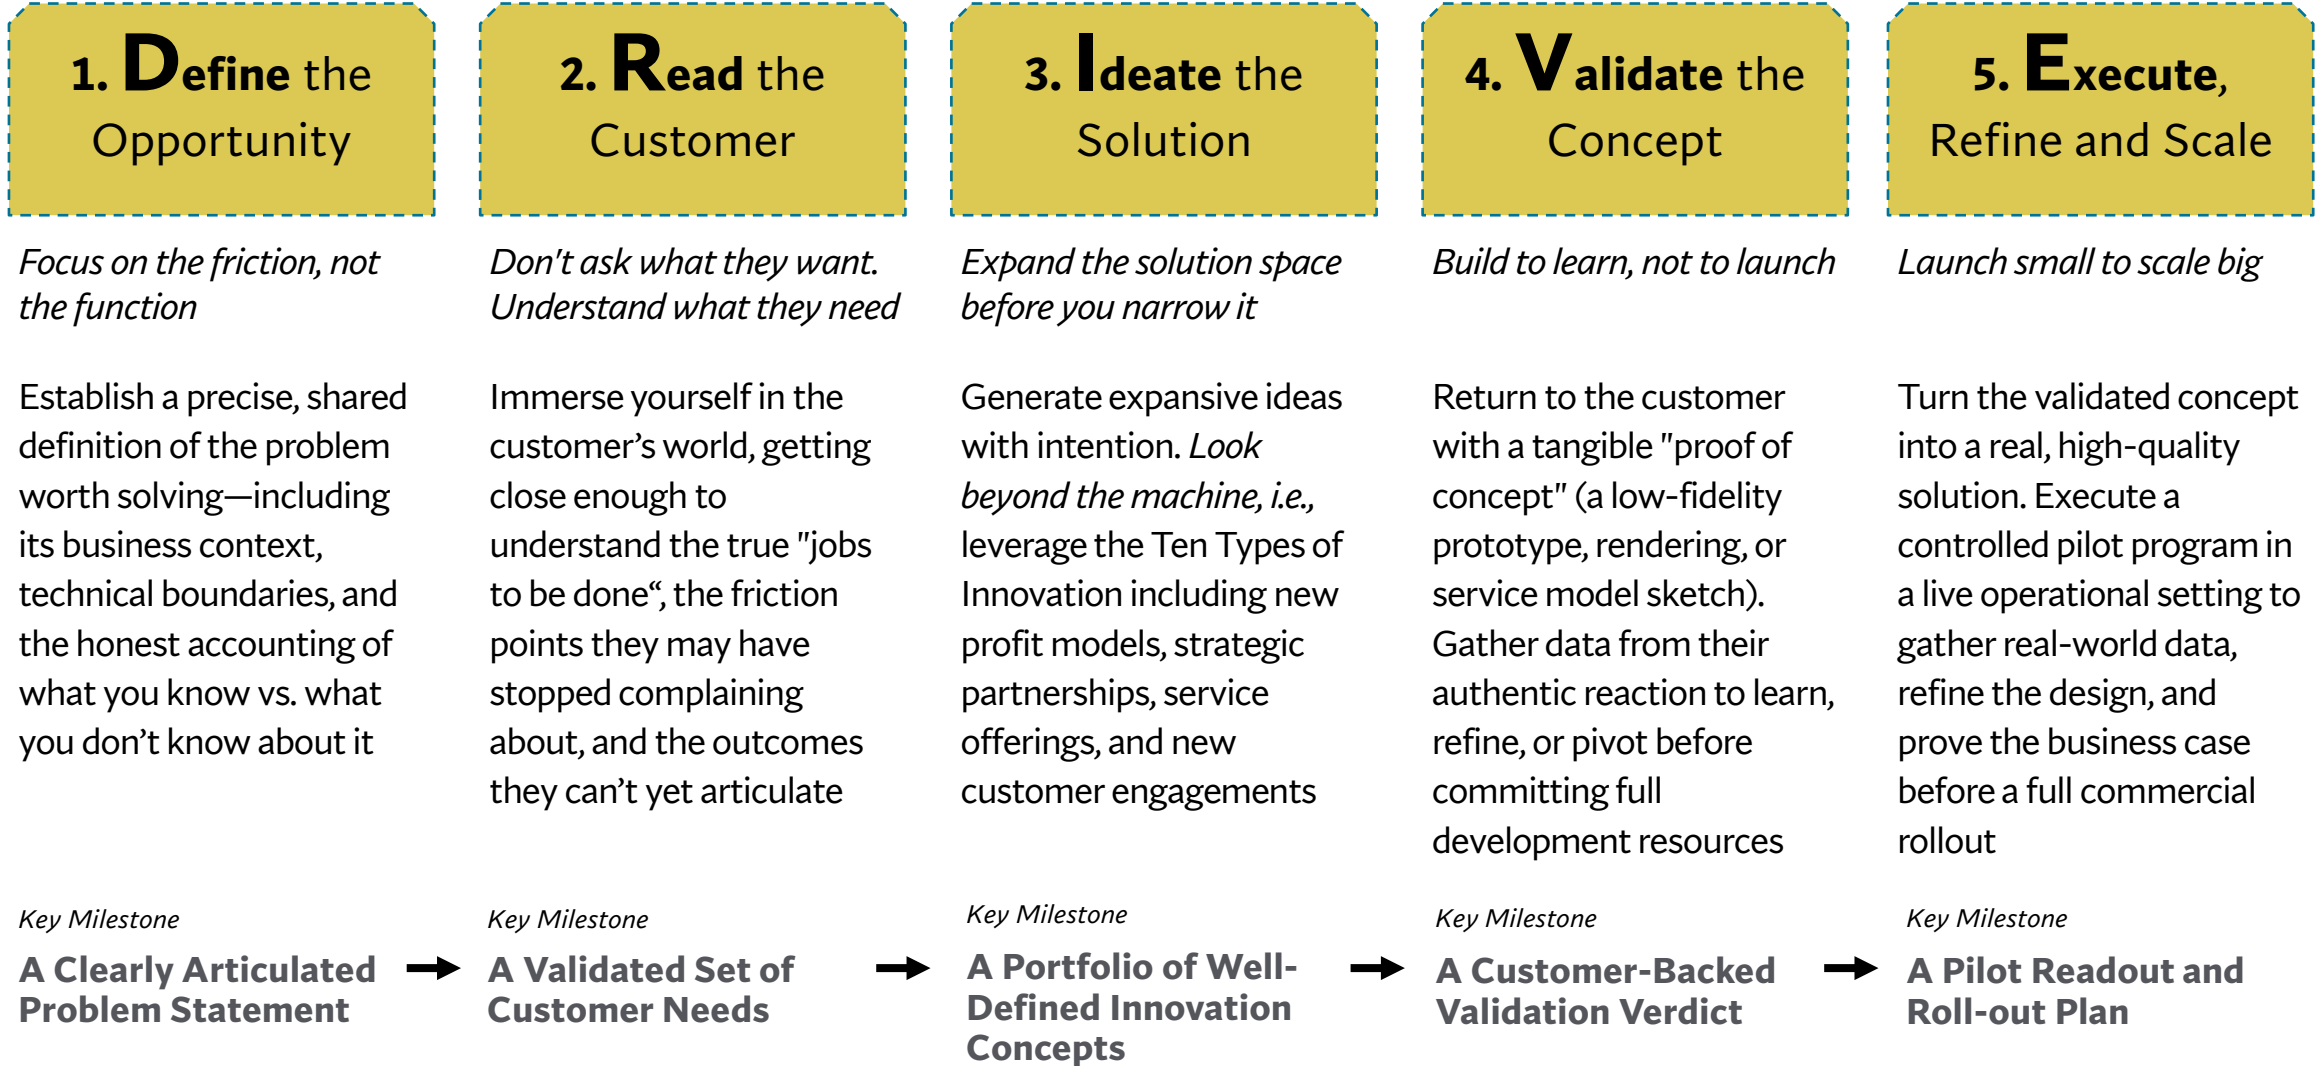 1. Define the
Opportunity
Focus on the friction, not
the function
Establish a precise, shared
definition of the problem
worth solving—including
its business context,
technical boundaries, and
the honest accounting of
what you know vs. what
you don’t know about it
Key Milestone
A Clearly Articulated
Problem Statement
2. Read the
Customer
Don't ask what they want.
Understand what they need
Immerse yourself in the
customer’s world, getting
close enough to
understand the true "jobs
to be done“, the friction
points they may have
stopped complaining
about, and the outcomes
they can’t yet articulate
Key Milestone
A Validated Set of
Customer Needs
3. Ideate the
Solution
Expand the solution space
before you narrow it
Generate expansive ideas
with intention. Look
beyond the machine, i.e.,
leverage the Ten Types of
Innovation including new
profit models, strategic
partnerships, service
offerings, and new
customer engagements
Key Milestone
A Portfolio of Well-
Defined Innovation
Concepts
4. Validate the
Concept
Build to learn, not to launch
Return to the customer
with a tangible "proof of
concept" (a low-fidelity
prototype, rendering, or
service model sketch).
Gather data from their
authentic reaction to learn,
refine, or pivot before
committing full
development resources
Key Milestone
A Customer-Backed
Validation Verdict
5. Execute,
Refine and Scale
Launch small to scale big
Turn the validated concept
into a real, high-quality
solution. Execute a
controlled pilot program in
a live operational setting to
gather real-world data,
refine the design, and
prove the business case
before a full commercial
rollout
Key Milestone
A Pilot Readout and
Roll-out Plan